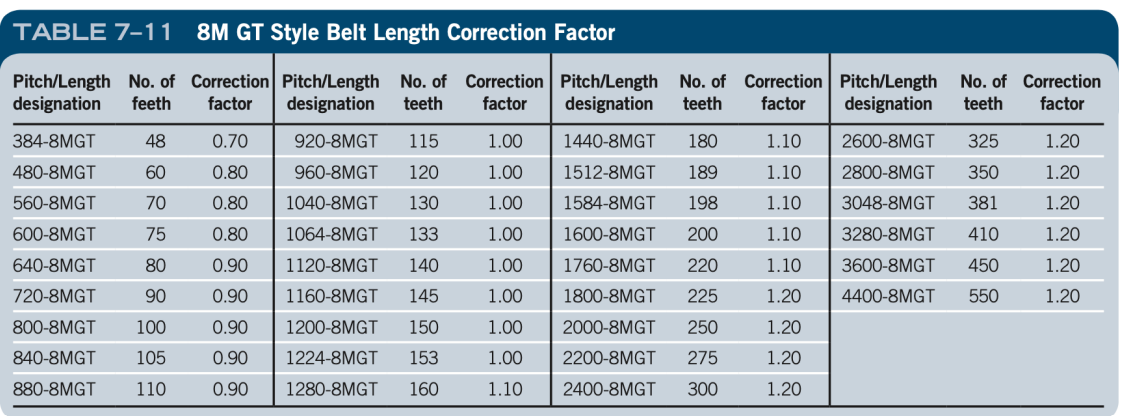 TABLE 7–11 8M GT Style Belt Length Correction Factor
Pitch/Length No. of Correction Pitch/Length No. of Correction Pitch/Length No. of Correction Pitch/Length No. of Correction
designation feeth factor designation teeth factor designation teeth factor designation teeth factor
384-8MGT 48 0.70 920-8MGT 115 1.00 1440-8MGT 180 1.10 2600-8MGT 325 1.20
480-8MGT 60 0.80 960-8MGT 120 1.00 1512-8MGT 189 1.10 2800-8MGT 350 1.20
560-8MGT 70 0.80 1040-8MGT 130 1.00 1584-8MGT 198 1.10 3048-8MGT 381 1.20
600-8MGT 75 0.80 1064-8MGT 133 1.00 1600-8MGT 200 1.10 3280-8MGT 410 1.20
640-8MGT 80 0.90 1120-8MGT 140 1.00 1760-8MGT 220 1.10 3600-8MGT 450 1.20
720-8MGT 90 0.90 1160-8MGT 145 1.00 1800-8MGT 225 1.20 4400-8MGT 550 1.20
800-8MGT 100 0.90 1200-8MGT 150 1.00 2000-8MGT 250 1.20
840-8MGT 105 0.90 1224-8MGT 153 1.00 2200-8MGT 275 1.20
880-8MGT 110 0.90 1280-8MGT 160 1.10 2400-8MGT 300 1.20